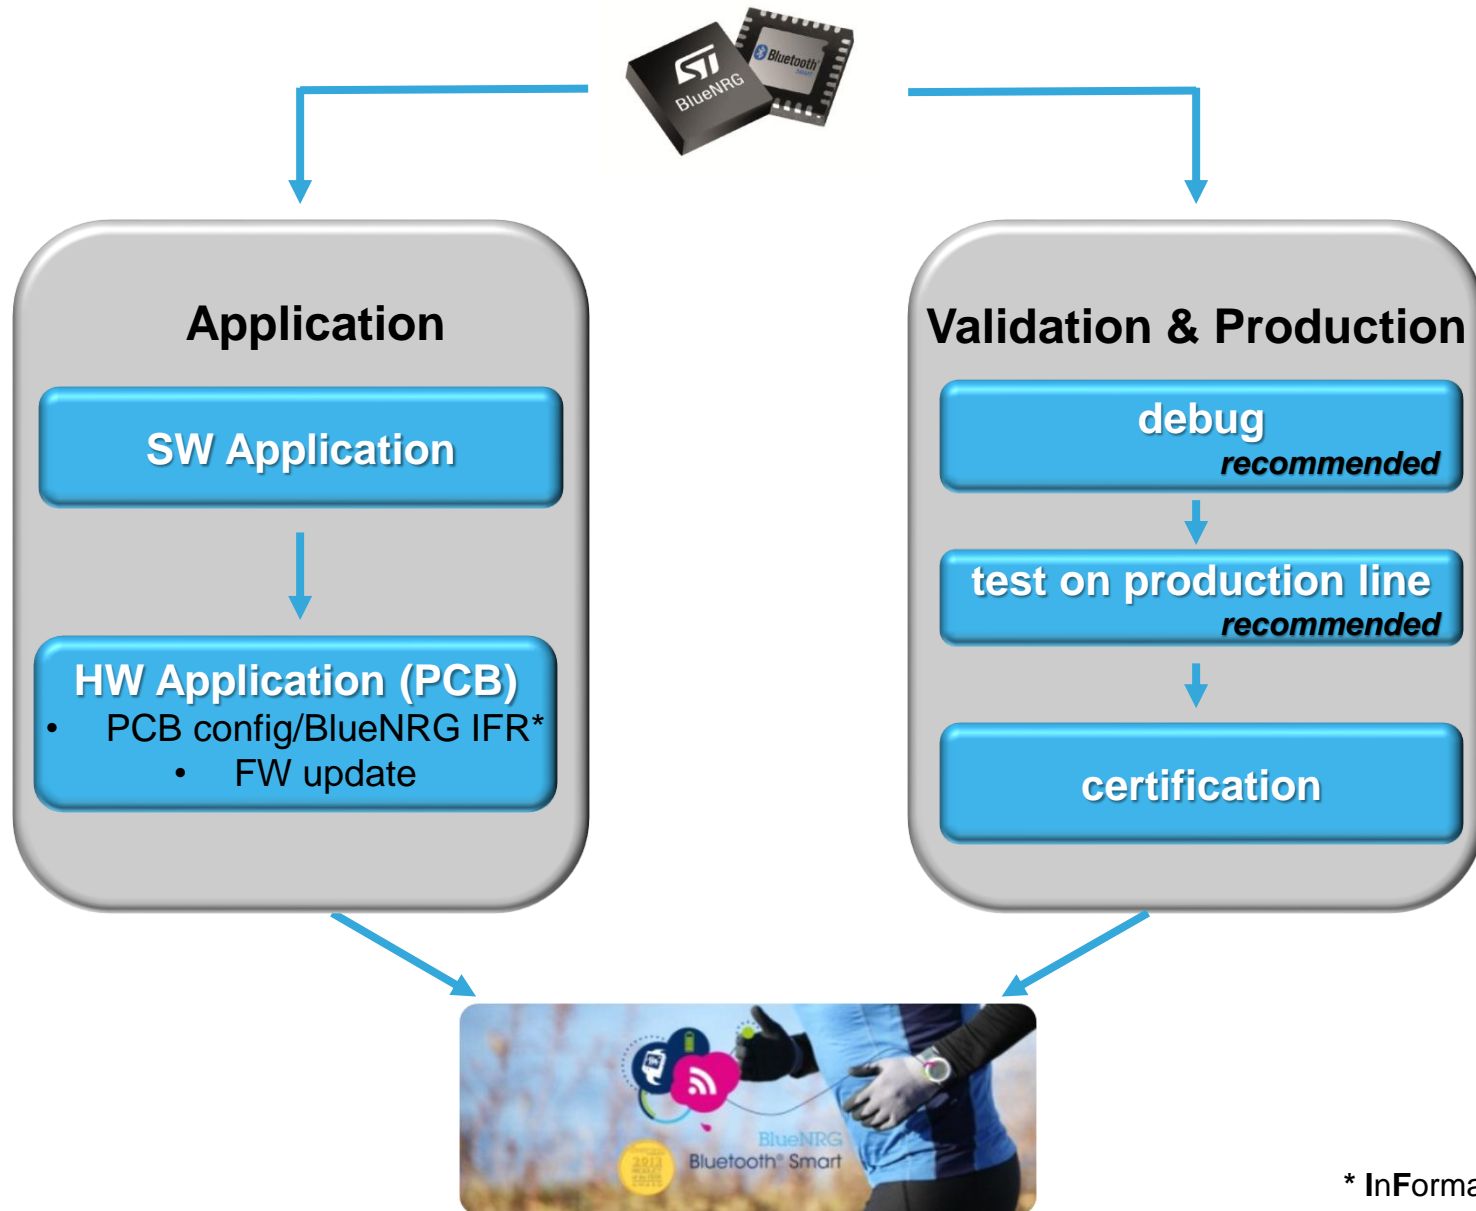 ST
BlueNRG
Bluetooth
Application
SW Application
HW Application (PCB)
• PCB config/BlueNRG IFR*
• FW update
Validation & Production
debug
recommended
test on production line
recommended
certification
BlueNRG
Bluetooth® Smart
2013
* InForma